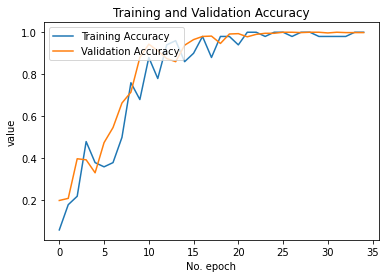 Training and Validation Accuracy
Training Accuracy
Validation Accuracy
value
1.0
0.8
0.6
0.4
0.2
0 5 10 15 20 25 30 35
No. epoch